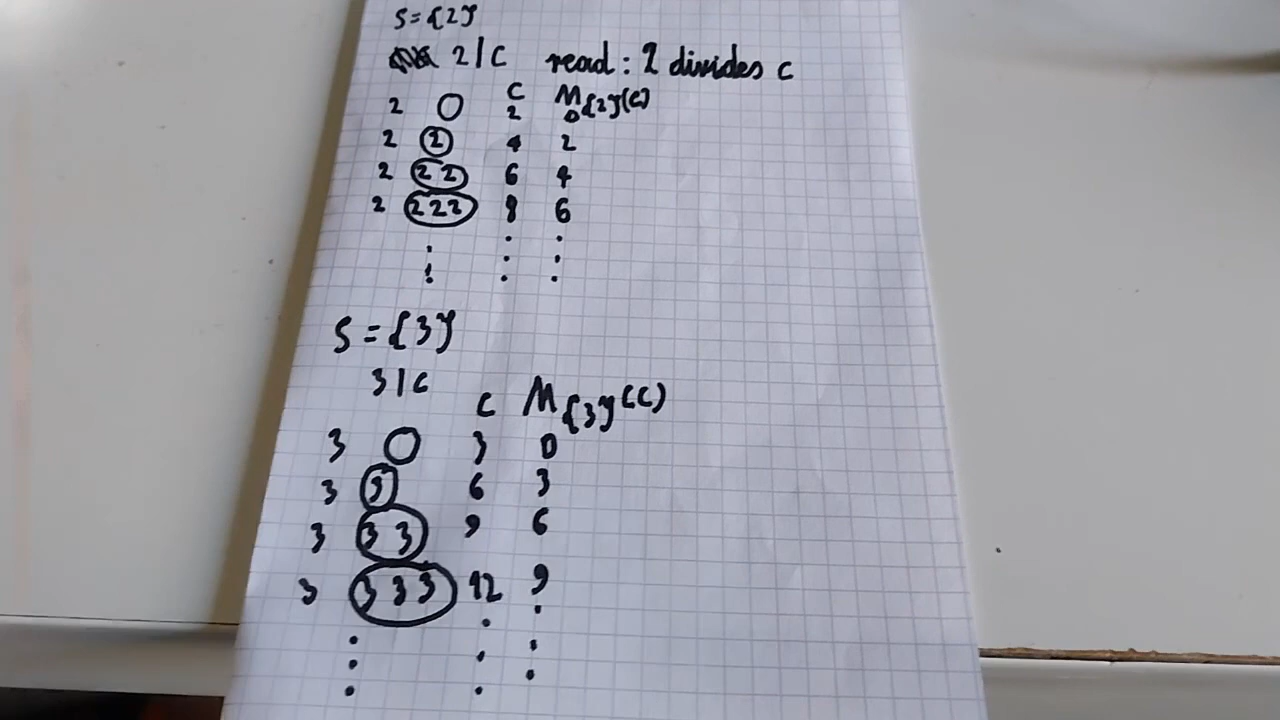 S={2}
2|C read: 2 divides c
C M{2}(C)
2 2 0
2 2 4 2
2 2 2 6 4
2 2 2 2 8 6
S={3}
3|C
C M{3}(C)
3 3 0
3 3 6 3
3 3 3 9 6
3 3 3 3 12 9